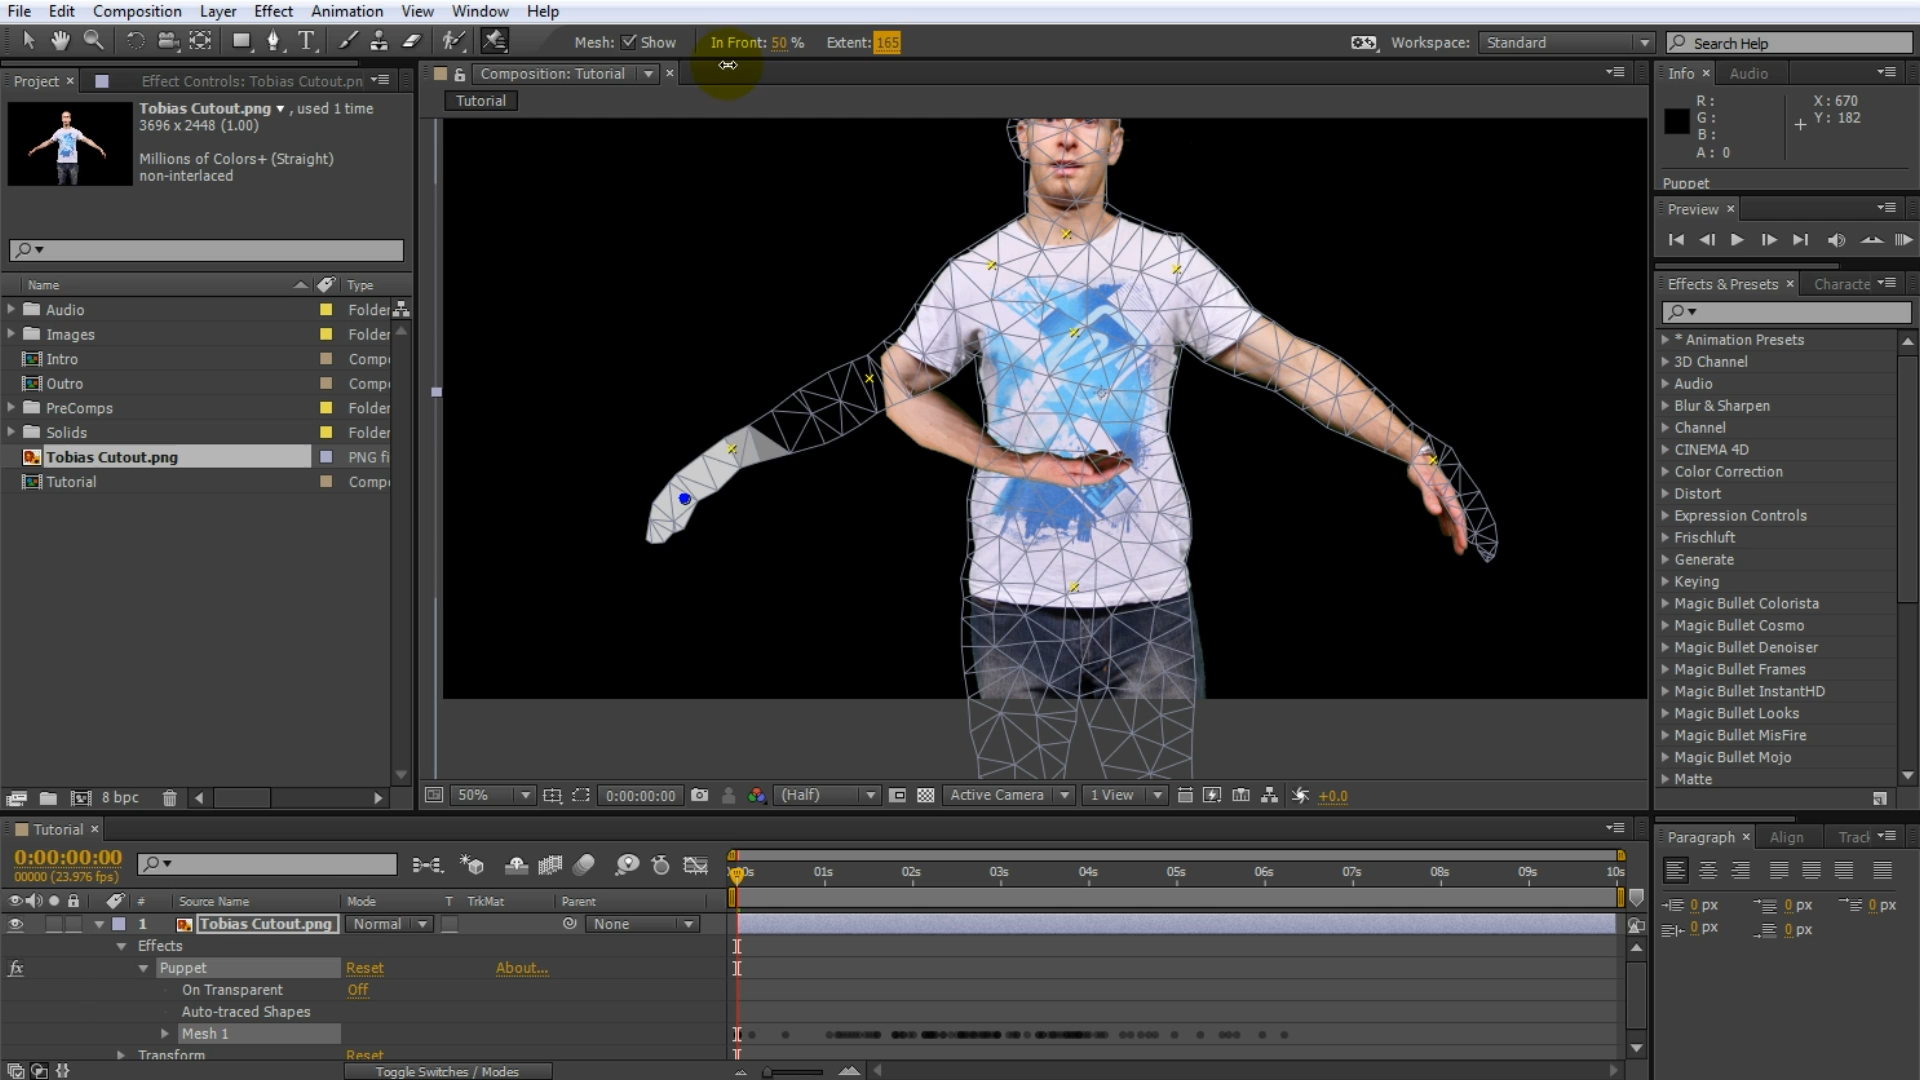 File Edit Composition Layer Effect Animation View Window Help
Mesh: Show In Front: 50 % Extent: 165 Workspace: Standard Search Help
Project Effect Controls: Tobias Cutout.pn
Tobias Cutout.png , used 1 time
3696 x 2448 (1.00)
Millions of Colors+ (Straight)
non-interlaced
Name Type
Audio Folder
Images Folder
Intro Compo
Outro Compo
PreComps Folder
Solids Folder
Tobias Cutout.png PNG fi
Tutorial Compo
8 bpc
Composition: Tutorial
Tutorial
50% 0:00:00:00 (Half) Active Camera 1 View +0.0
Info Audio
R: X: 670
G: Y: 182
B:
A: 0
Puppet
Preview
Effects & Presets Characte
* Animation Presets
3D Channel
Audio
Blur & Sharpen
Channel
CINEMA 4D
Color Correction
Distort
Expression Controls
Frischluft
Generate
Keying
Magic Bullet Colorista
Magic Bullet Cosmo
Magic Bullet Denoiser
Magic Bullet Frames
Magic Bullet InstantHD
Magic Bullet Looks
Magic Bullet MisFire
Magic Bullet Mojo
Matte
Tutorial
0:00:00:00
00000 (23.976 fps)
01s 02s 03s 04s 05s 06s 07s 08s 09s 10s
# Source Name Mode T TrkMat Parent
1 Tobias Cutout.png Normal None
Effects
fx Puppet Reset About...
On Transparent Off
Auto-traced Shapes
Mesh 1
Transform Reset
Toggle Switches / Modes
Paragraph Align Track
0 px 0 px 0 px
0 px 0 px